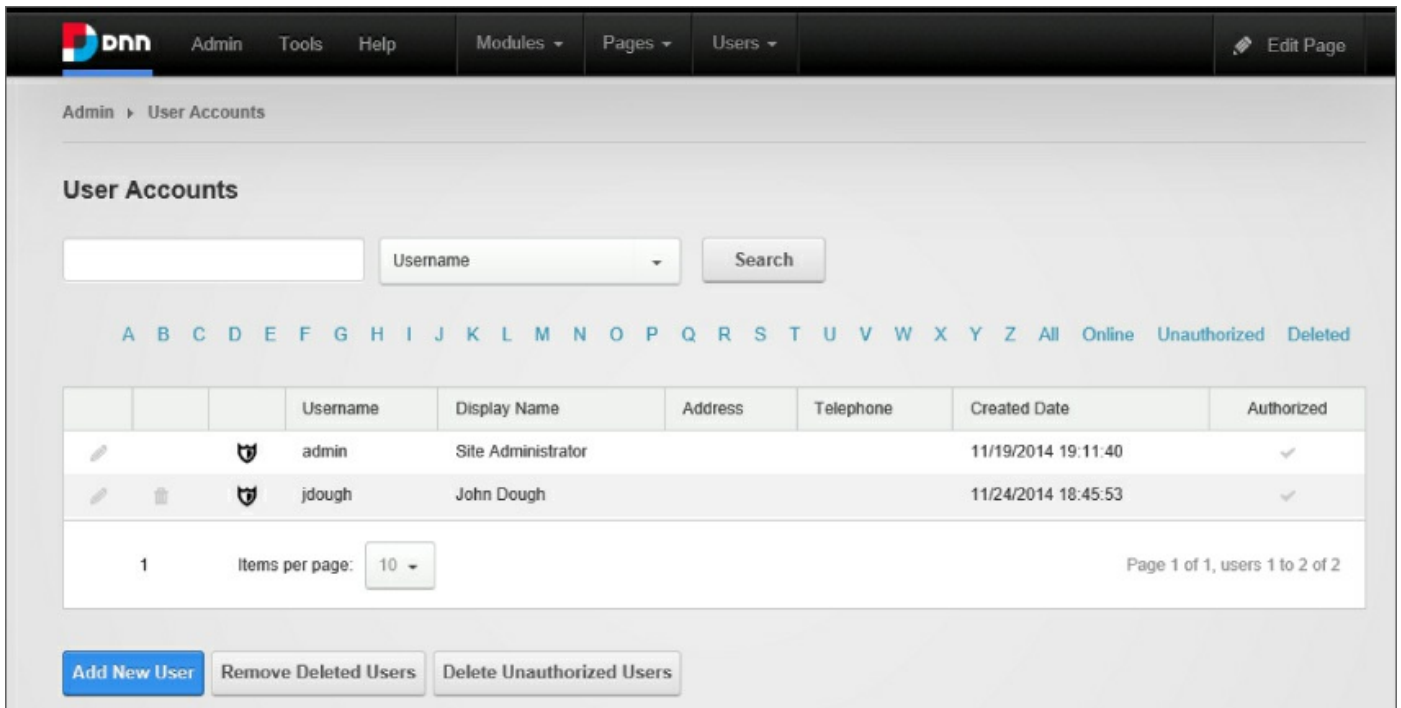 DNN Admin Tools Help Modules Pages Users Edit Page
Admin User Accounts
User Accounts
Username Search
A B C D E F G H I J K L M N O P Q R S T U V W X Y Z All Online Unauthorized Deleted
Username Display Name Address Telephone Created Date Authorized
admin Site Administrator 11/19/2014 19:11:40
jdough John Dough 11/24/2014 18:45:53
1 Items per page: 10 Page 1 of 1, users 1 to 2 of 2
Add New User Remove Deleted Users Delete Unauthorized Users